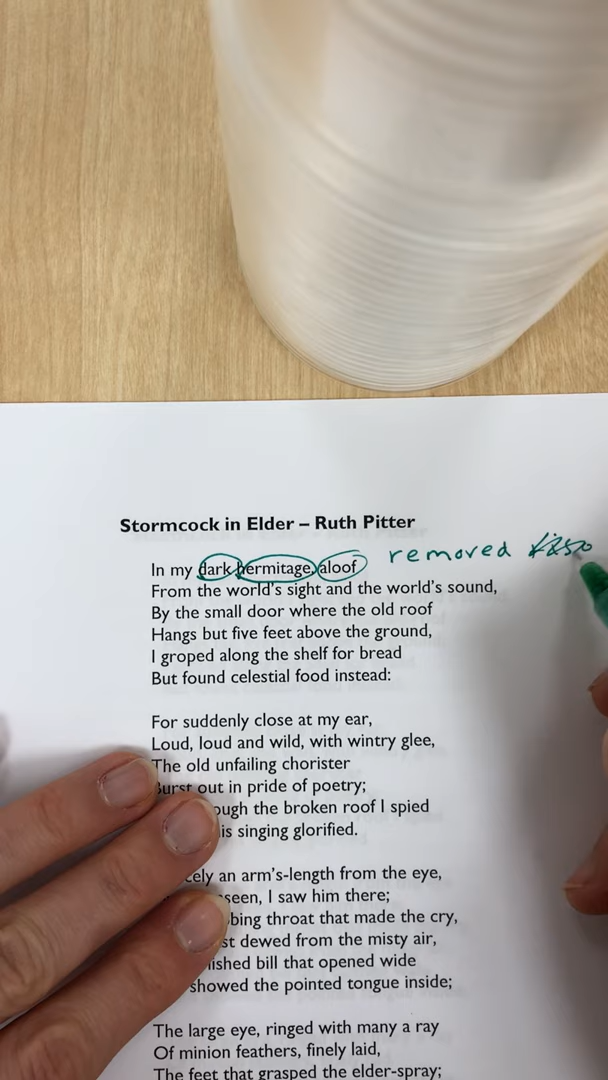 Stormcock in Elder – Ruth Pitter
removed
In my dark hermitage, aloof
From the world's sight and the world's sound,
By the small door where the old roof
Hangs but five feet above the ground,
I groped along the shelf for bread
But found celestial food instead:
For suddenly close at my ear,
Loud, loud and wild, with wintry glee,
The old unfailing chorister
Burst out in pride of poetry;
ough the broken roof I spied
is singing glorified.
cely an arm's-length from the eye,
seen, I saw him there;
bing throat that made the cry,
st dewed from the misty air,
ished bill that opened wide
showed the pointed tongue inside;
The large eye, ringed with many a ray
Of minion feathers, finely laid,
The feet that grasped the elder-spray;